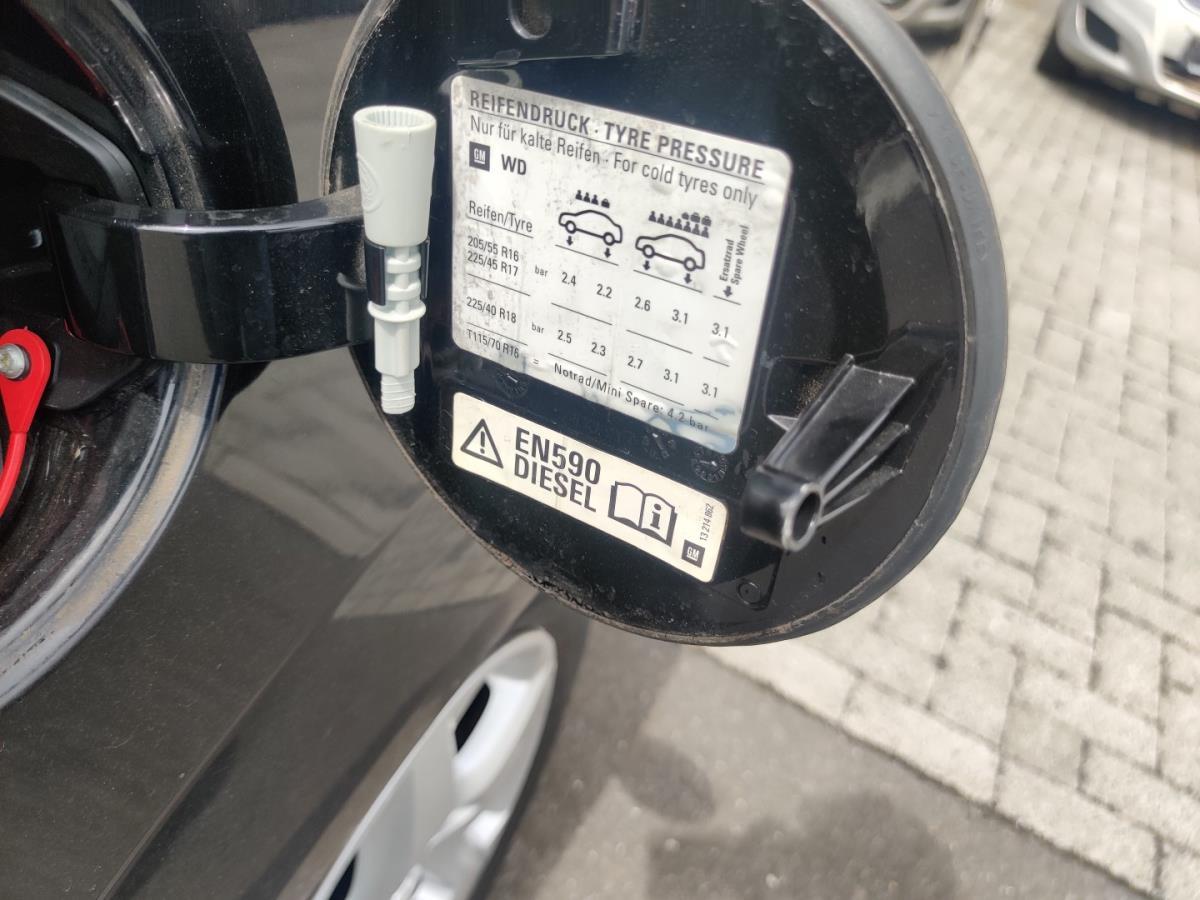 REIFENDRUCK · TYRE PRESSURE
Nur für kalte Reifen · For cold tyres only
GM WD
Reifen/Tyre
Ersatzrad
Spare Wheel
205/55 R16
225/45 R17 bar 2.4 2.2 2.6 3.1 3.1
225/40 R18 bar 2.5 2.3 2.7 3.1 3.1
T115/70 R16 = Notrad/Mini Spare: 4.2 bar
EN590
DIESEL
i
13 214 862
GM